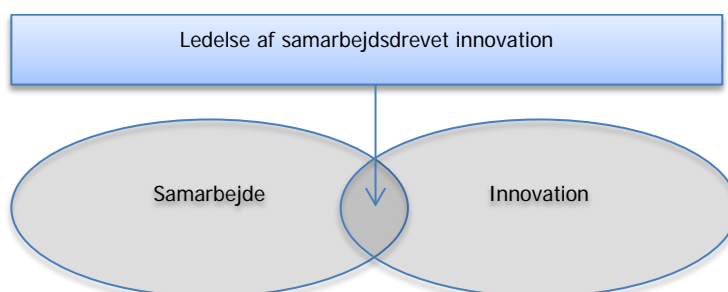 Ledelse af samarbejdsdrevet innovation
Samarbejde
Innovation